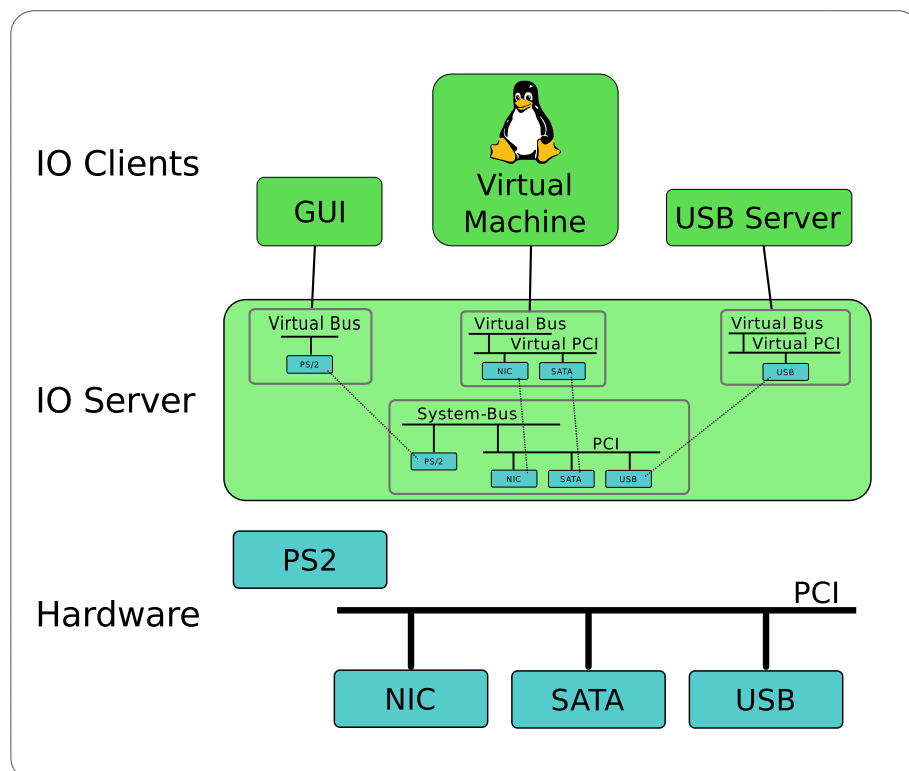 IO Clients
GUI
Virtual
Machine
USB Server
IO Server
Virtual Bus
PS/2
Virtual Bus
Virtual PCI
NIC
SATA
Virtual Bus
Virtual PCI
USB
System-Bus
PCI
PS/2
NIC
SATA
USB
Hardware
PS2
PCI
NIC
SATA
USB